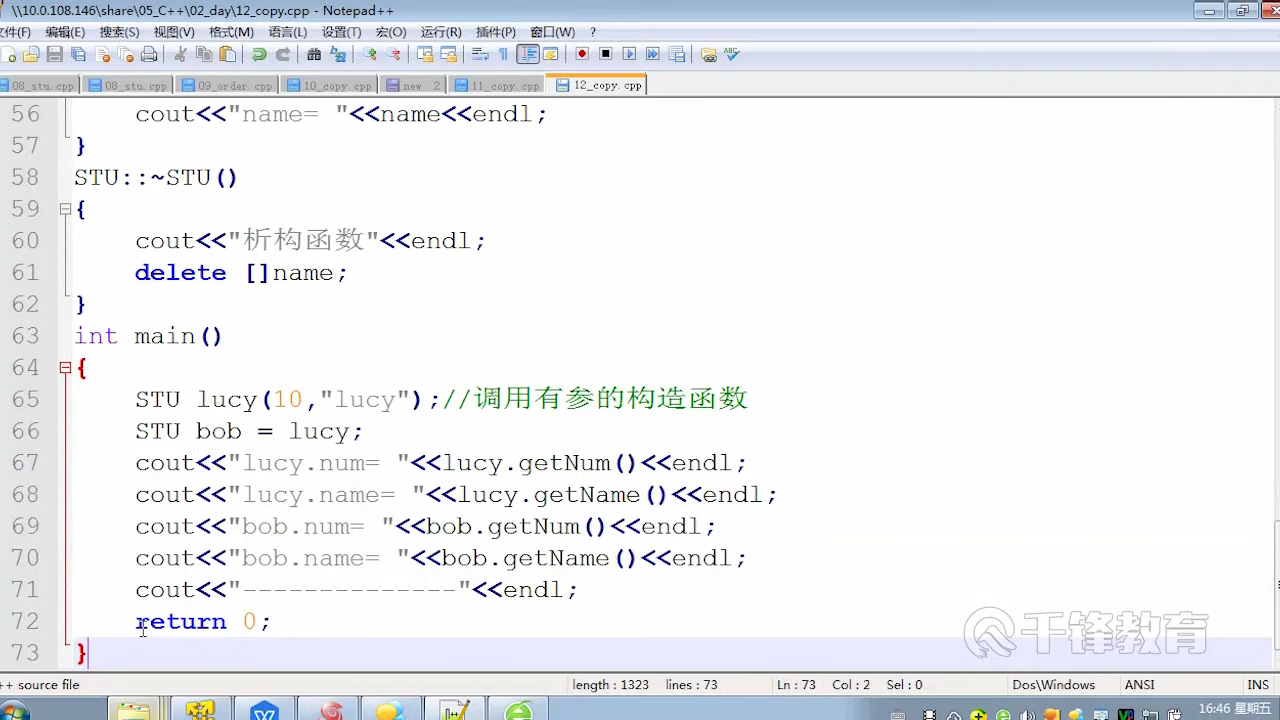 \\10.0.108.146\share\05_C++\02_day\12_copy.cpp - Notepad++
文件(F) 编辑(E) 搜索(S) 视图(V) 格式(M) 语言(L) 设置(T) 宏(O) 运行(R) 插件(P) 窗口(W) ?
08_stu.cpp 08_stu.cpp 09_order.cpp 10_copy.cpp new 2 11_copy.cpp 12_copy.cpp
56 cout<<"name= "<<name<<endl;
57 }
58 STU::~STU()
59 {
60 cout<<"析构函数"<<endl;
61 delete []name;
62 }
63 int main()
64 {
65 STU lucy(10,"lucy");//调用有参的构造函数
66 STU bob = lucy;
67 cout<<"lucy.num= "<<lucy.getNum()<<endl;
68 cout<<"lucy.name= "<<lucy.getName()<<endl;
69 cout<<"bob.num= "<<bob.getNum()<<endl;
70 cout<<"bob.name= "<<bob.getName()<<endl;
71 cout<<"--------------"<<endl;
72 return 0;
73 }
千锋教育
++ source file length : 1323 lines : 73 Ln : 73 Col : 2 Sel : 0 Dos\Windows ANSI INS
16:46 星期五